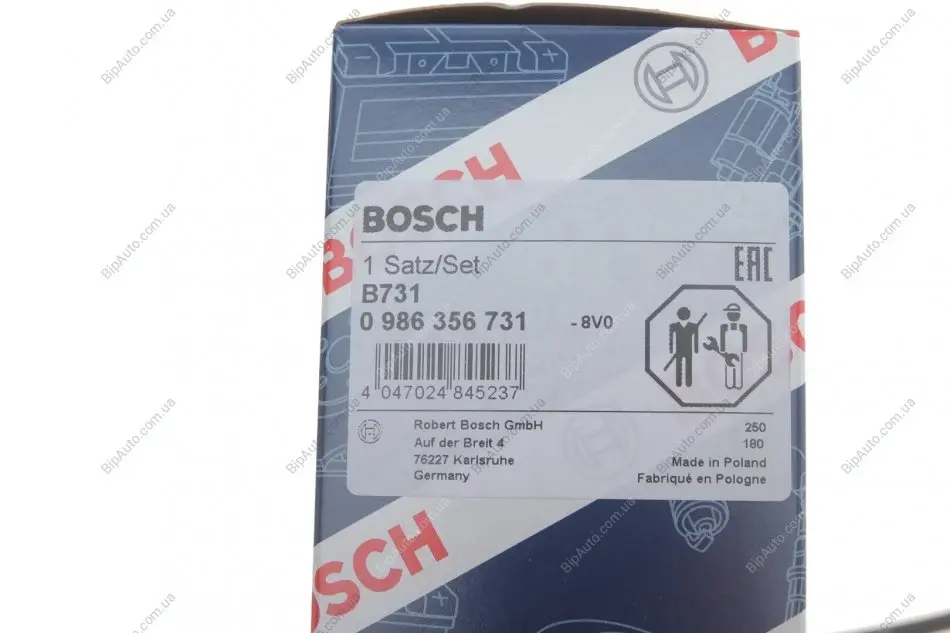 BOSCH
1 Satz/Set
EAC
B731
0 986 356 731 - 8V0
4 047024 845237
Robert Bosch GmbH 250
Auf der Breit 4 180
76227 Karlsruhe Made in Poland
Germany Fabriqué en Pologne
BOSCH
BipAuto.com.ua